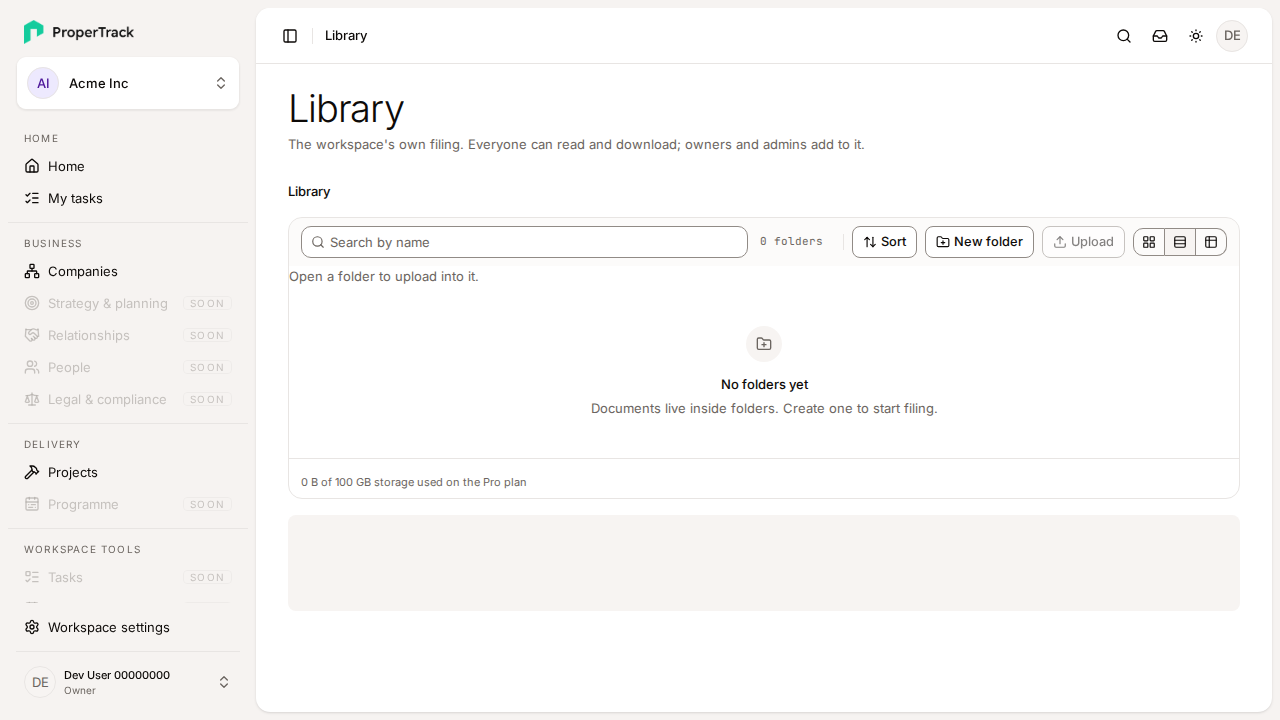 ProperTrack
AI
Acme Inc
HOME
Home
My tasks
BUSINESS
Companies
Strategy & planning SOON
Relationships SOON
People SOON
Legal & compliance SOON
DELIVERY
Projects
Programme SOON
WORKSPACE TOOLS
Tasks SOON
Workspace settings
DE
Dev User 00000000
Owner
Library
DE
Library
The workspace's own filing. Everyone can read and download; owners and admins add to it.
Library
Search by name 0 folders Sort New folder Upload
Open a folder to upload into it.
No folders yet
Documents live inside folders. Create one to start filing.
0 B of 100 GB storage used on the Pro plan